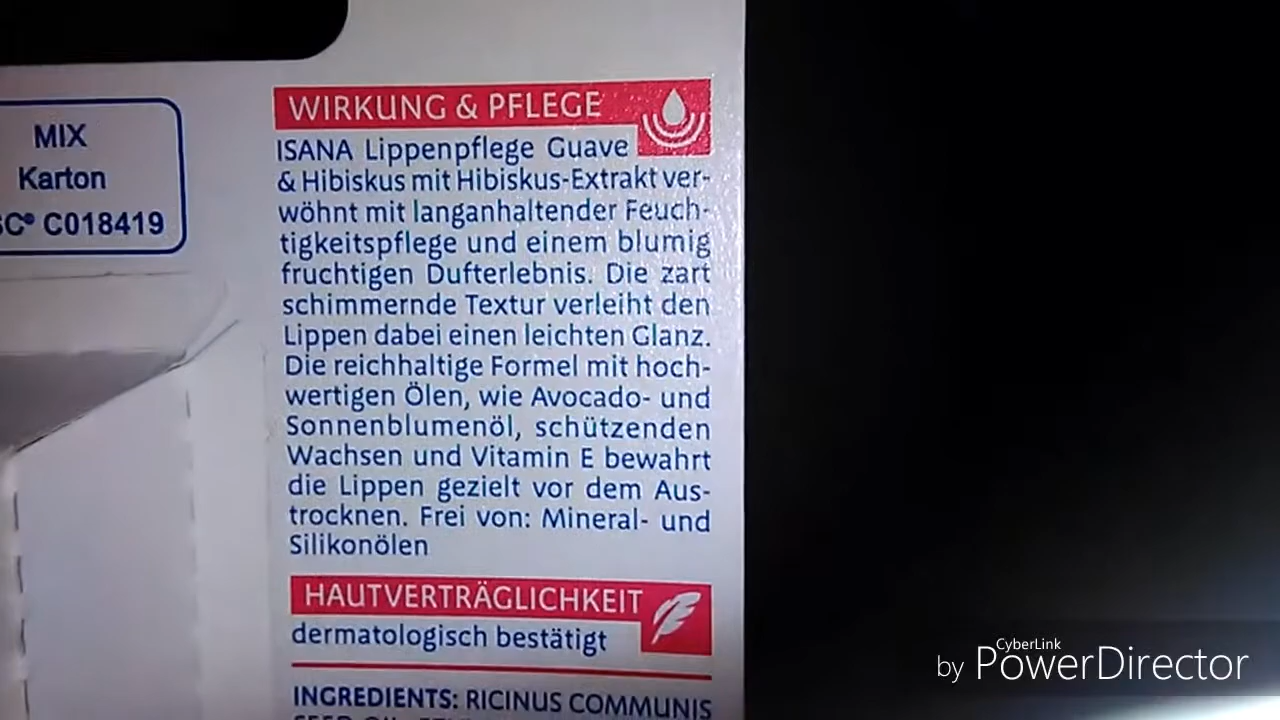 MIX
Karton
C® C018419
WIRKUNG & PFLEGE
ISANA Lippenpflege Guave
& Hibiskus mit Hibiskus-Extrakt ver-
wöhnt mit langanhaltender Feuch-
tigkeitspflege und einem blumig
fruchtigen Dufterlebnis. Die zart
schimmernde Textur verleiht den
Lippen dabei einen leichten Glanz.
Die reichhaltige Formel mit hoch-
wertigen Ölen, wie Avocado- und
Sonnenblumenöl, schützenden
Wachsen und Vitamin E bewahrt
die Lippen gezielt vor dem Aus-
trocknen. Frei von: Mineral- und
Silikonölen
HAUTVERTRÄGLICHKEIT
dermatologisch bestätigt
INGREDIENTS: RICINUS COMMUNIS
by CyberLink PowerDirector